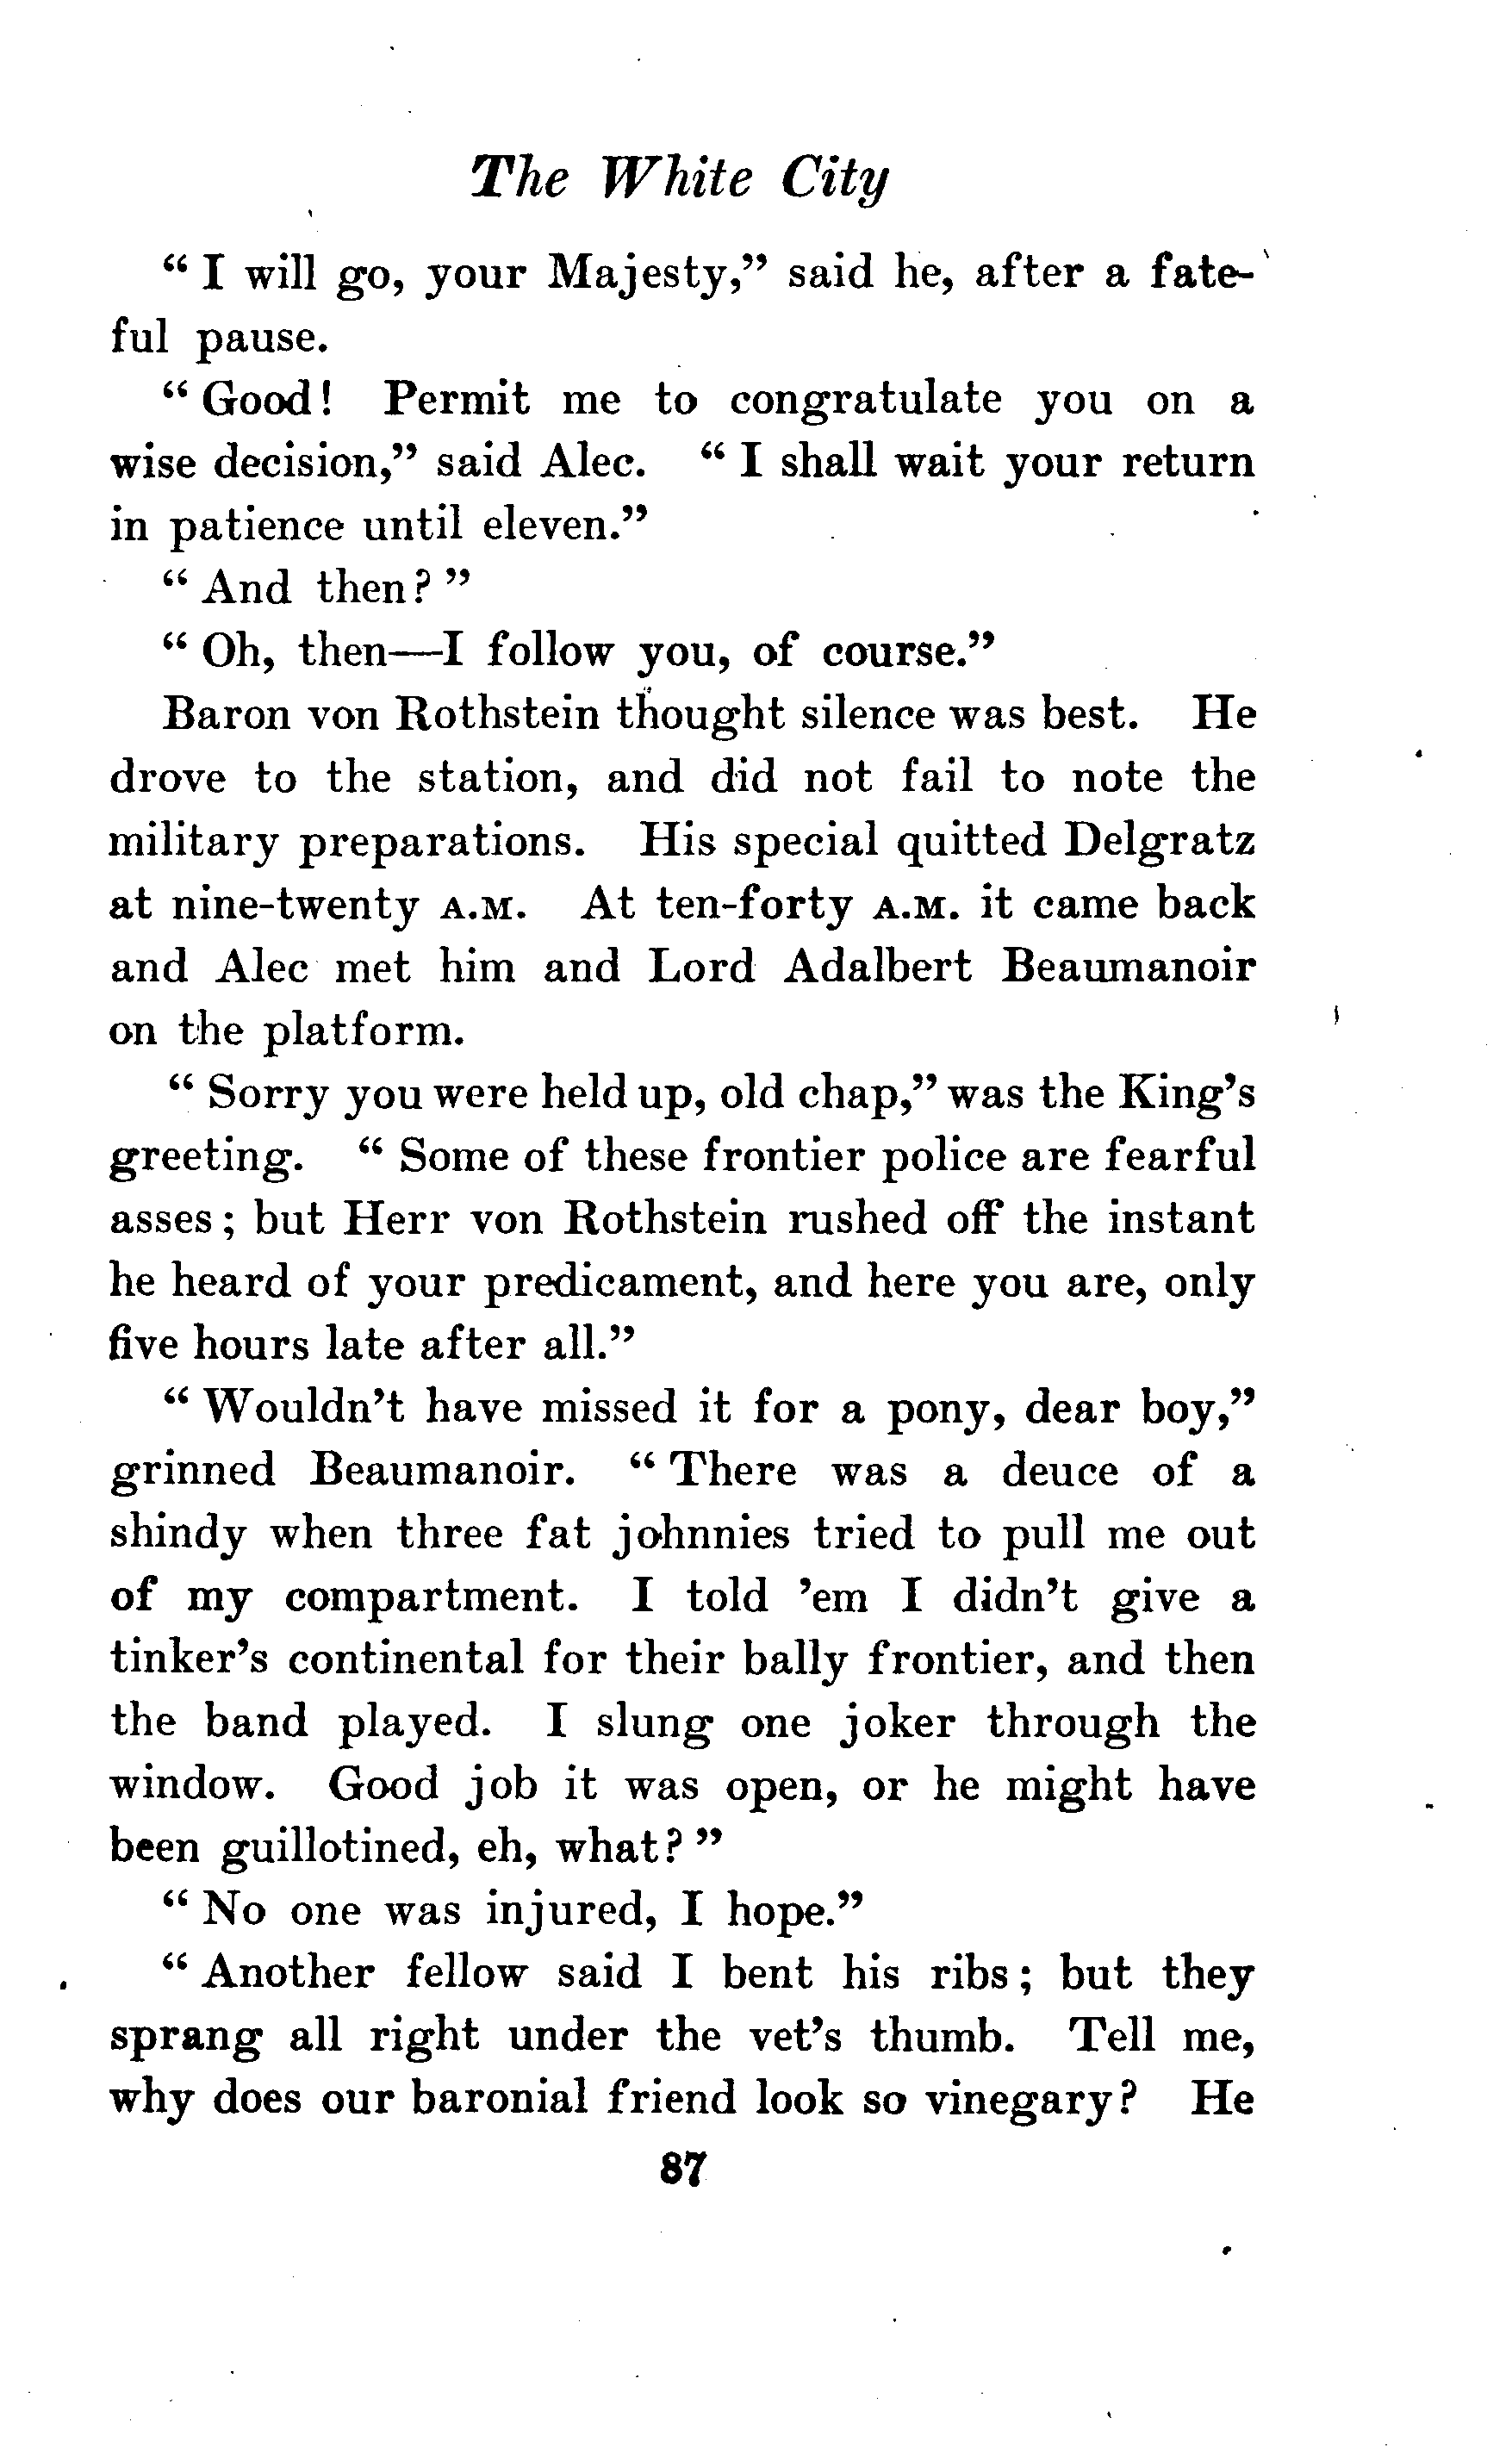 The White City
“ I will go, your Majesty,” said he, after a fate-
ful pause.
“ Good! Permit me to congratulate you on a
wise decision,” said Alec. “ I shall wait your return
in patience until eleven.”
“ And then? ”
“ Oh, then—I follow you, of course.”
Baron von Rothstein thought silence was best. He
drove to the station, and did not fail to note the
military preparations. His special quitted Delgratz
at nine-twenty A.M. At ten-forty A.M. it came back
and Alec met him and Lord Adalbert Beaumanoir
on the platform.
“ Sorry you were held up, old chap,” was the King’s
greeting. “ Some of these frontier police are fearful
asses ; but Herr von Rothstein rushed off the instant
he heard of your predicament, and here you are, only
five hours late after all.”
“ Wouldn’t have missed it for a pony, dear boy,”
grinned Beaumanoir. “ There was a deuce of a
shindy when three fat johnnies tried to pull me out
of my compartment. I told ’em I didn’t give a
tinker’s continental for their bally frontier, and then
the band played. I slung one joker through the
window. Good job it was open, or he might have
been guillotined, eh, what? ”
“ No one was injured, I hope.”
“ Another fellow said I bent his ribs ; but they
sprang all right under the vet’s thumb. Tell me,
why does our baronial friend look so vinegary? He
87